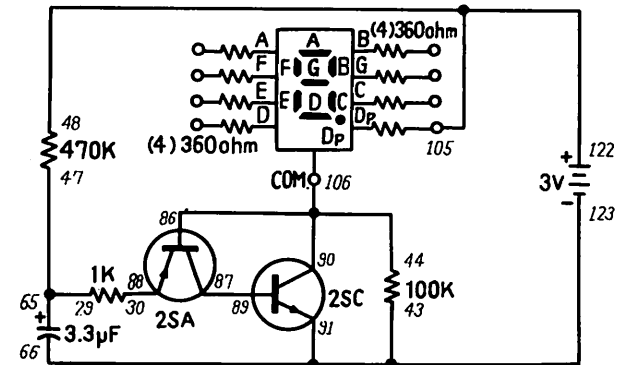 (4)360ohm
A A B
F F G B G
E E D C C
D DP DP
(4)360ohm
105
48
470K
47
COM. 106
122
+
3V
-
123
86
90
44
1K 88 87
65 29 30 89 2SC 100K
+ 2SA 91 43
3.3µF
66